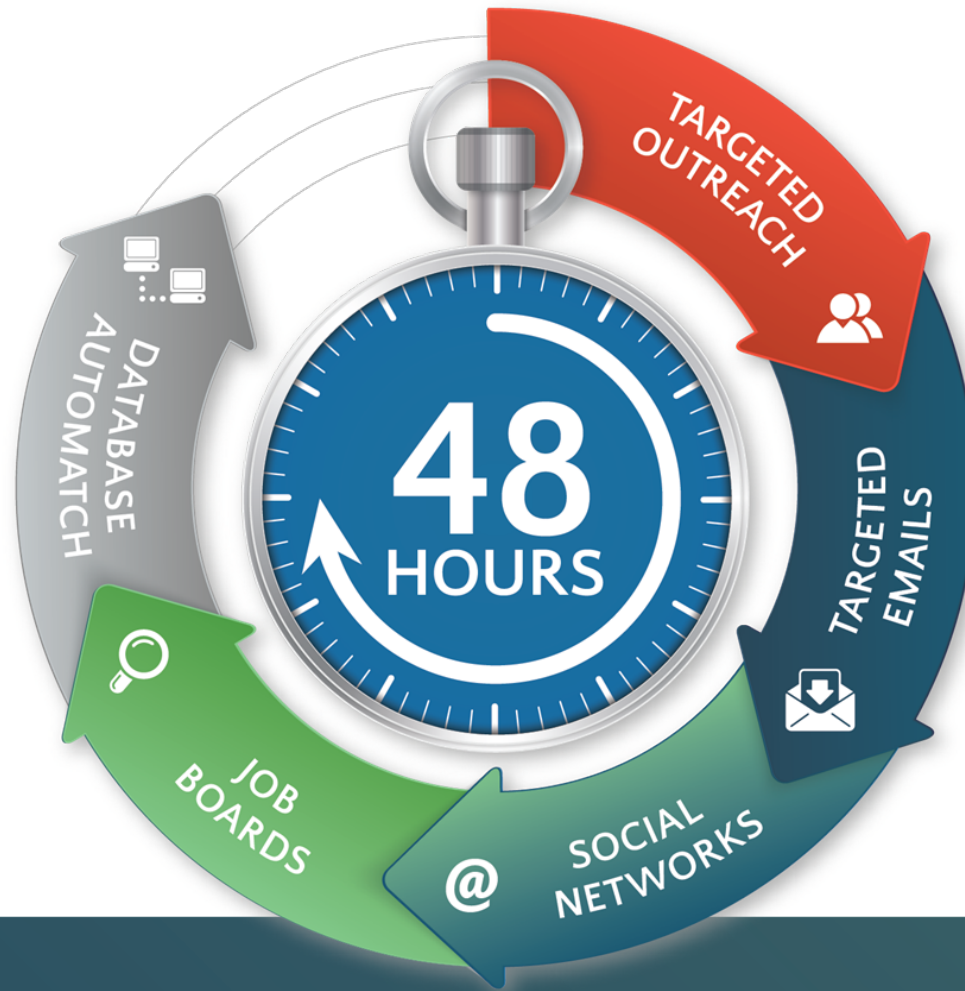 TARGETED
OUTREACH
TARGETED
EMAILS
SOCIAL
NETWORKS
@
JOB
BOARDS
DATABASE
AUTOMATCH
48
HOURS